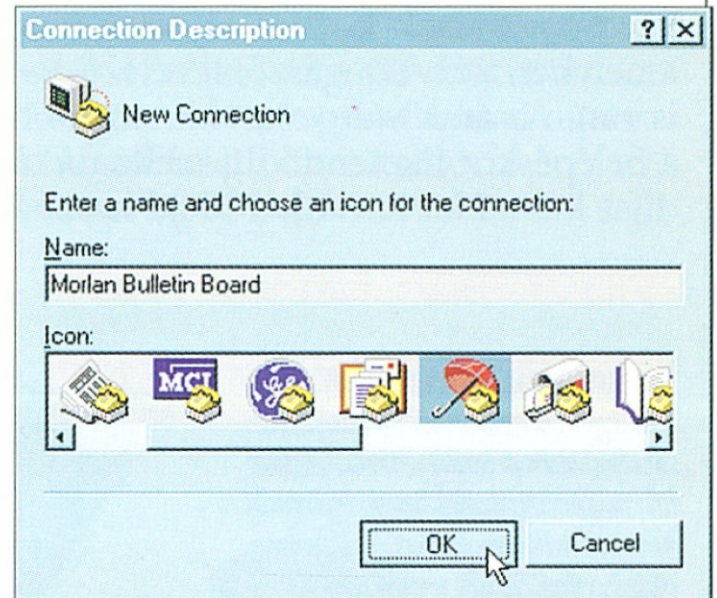 Connection Description
New Connection
Enter a name and choose an icon for the connection:
Name:
Morlan Bulletin Board
Icon:
MCI
GE
OK
Cancel